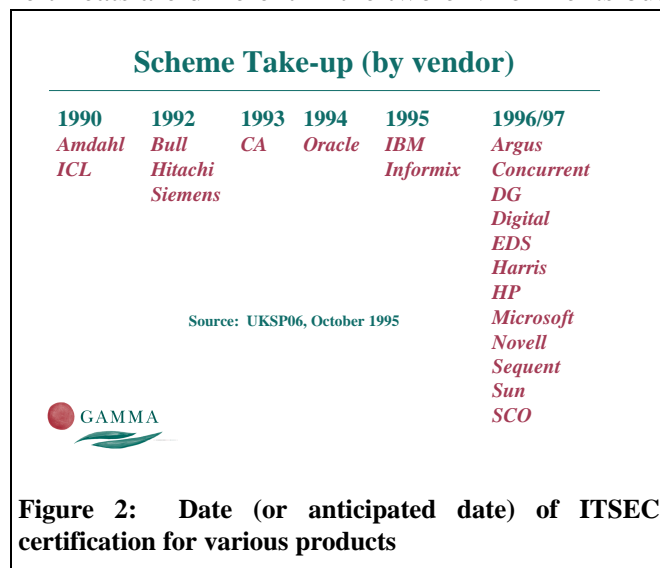 Scheme Take-up (by vendor)
1990 1992 1993 1994 1995 1996/97
Amdahl Bull CA Oracle IBM Argus
ICL Hitachi Informix Concurrent
Siemens DG
Digital
EDS
Harris
HP
Source: UKSP06, October 1995 Microsoft
Novell
Sequent
Sun
GAMMA SCO
Figure 2: Date (or anticipated date) of ITSEC
certification for various products